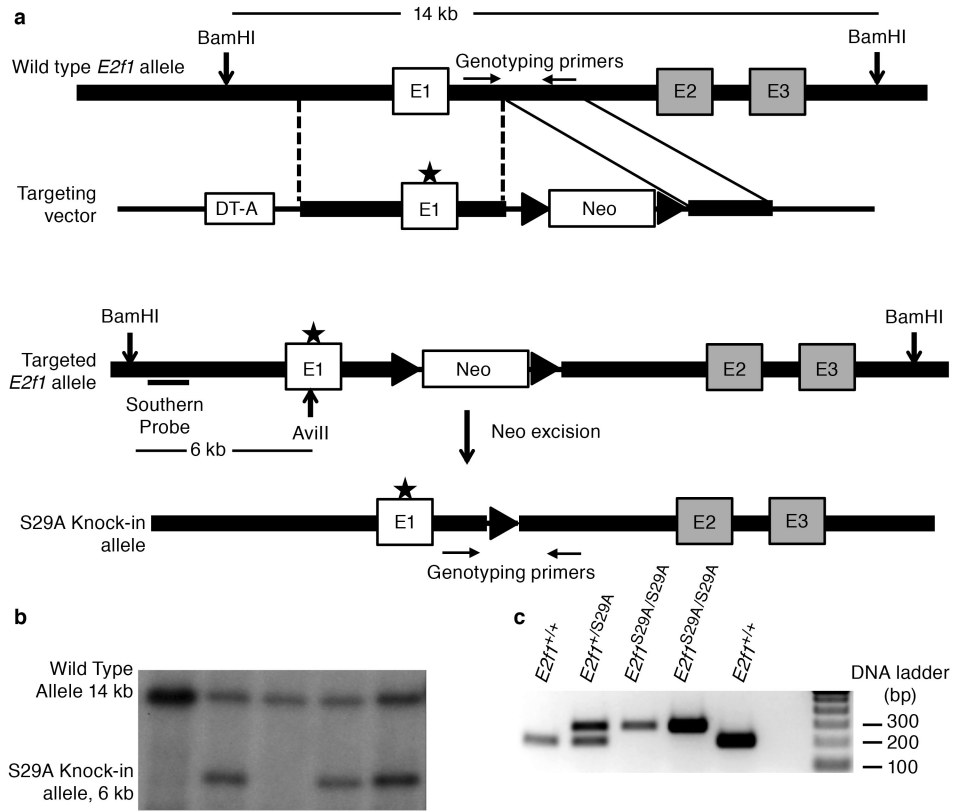 a
14 kb
BamHI
BamHI
Wild type E2f1 allele
Genotyping primers
E1
E2
E3
Targeting
vector
DT-A
E1
Neo
BamHI
BamHI
Targeted
E2f1 allele
E1
Neo
E2
E3
Southern
Probe
AviII
6 kb
Neo excision
S29A Knock-in
allele
E1
E2
E3
Genotyping primers
b
Wild Type
Allele 14 kb
S29A Knock-in
allele, 6 kb
c
E2f1+/+
E2f1+/S29A
E2f1S29A/S29A
E2f1S29A/S29A
E2f1+/+
DNA ladder
(bp)
300
200
100